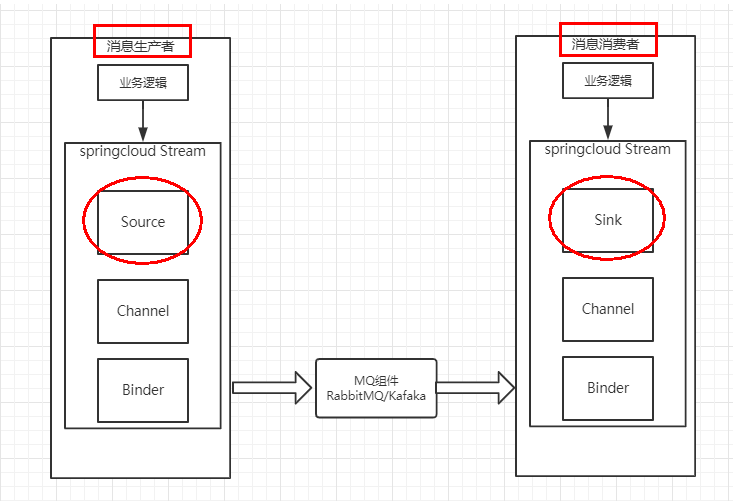 消息生产者
业务逻辑
springcloud Stream
Source
Channel
Binder
MQ组件
RabbitMQ/Kafaka
消息消费者
业务逻辑
springcloud Stream
Sink
Channel
Binder